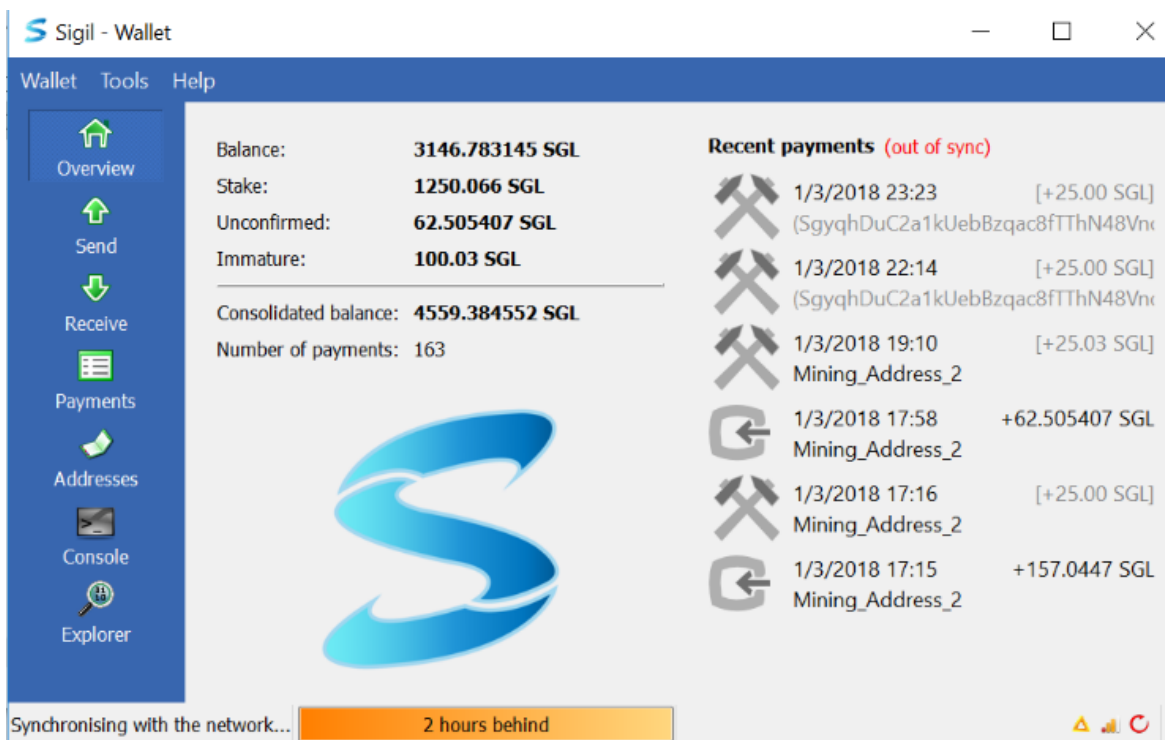 Sigil - Wallet
Wallet Tools Help
Overview
Send
Receive
Payments
Addresses
Console
Explorer
Balance: 3146.783145 SGL
Stake: 1250.066 SGL
Unconfirmed: 62.505407 SGL
Immature: 100.03 SGL
Consolidated balance: 4559.384552 SGL
Number of payments: 163
Recent payments (out of sync)
1/3/2018 23:23 [+25.00 SGL]
(SgyqhDuC2a1kUebBzqac8fTThN48Vn
1/3/2018 22:14 [+25.00 SGL]
(SgyqhDuC2a1kUebBzqac8fTThN48Vn
1/3/2018 19:10 [+25.03 SGL]
Mining_Address_2
1/3/2018 17:58 +62.505407 SGL
Mining_Address_2
1/3/2018 17:16 [+25.00 SGL]
Mining_Address_2
1/3/2018 17:15 +157.0447 SGL
Mining_Address_2
Synchronising with the network... 2 hours behind